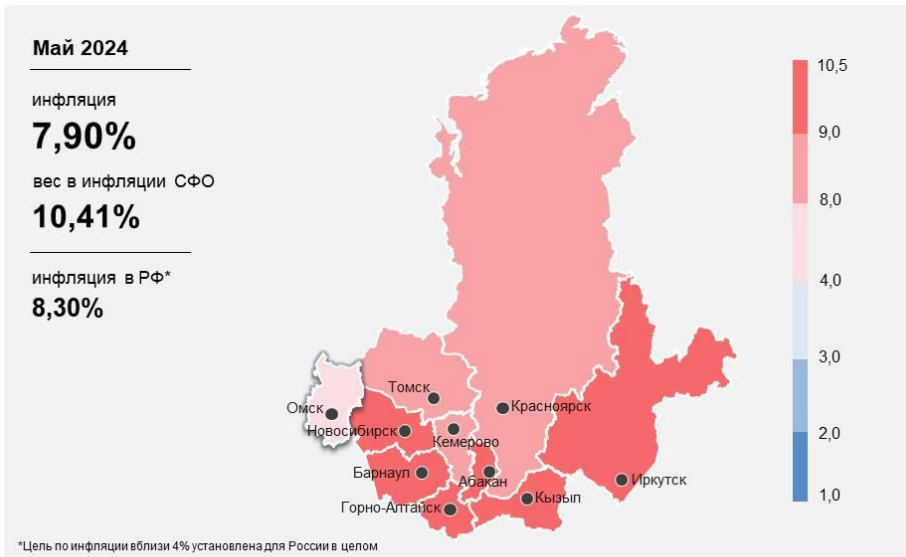 Май 2024
инфляция
7,90%
вес в инфляции СФО
10,41%
инфляция в РФ*
8,30%
10,5
9,0
8,0
4,0
3,0
2,0
1,0
Томск
Омск
Красноярск
Новосибирск
Кемерово
Барнаул
Абакан
Иркутск
Кызыл
Горно-Алтайск
*Цель по инфляции вблизи 4% установлена для России в целом